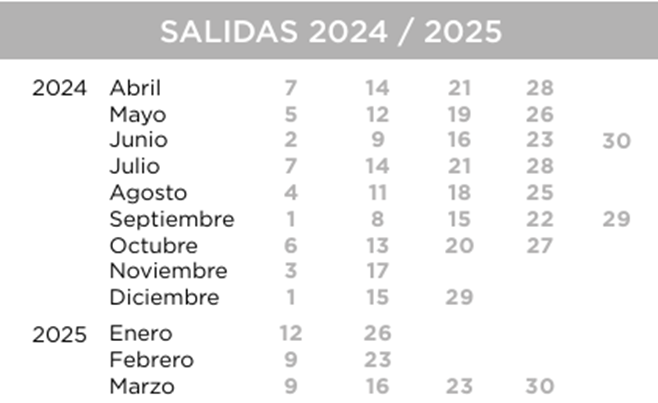 SALIDAS 2024 / 2025
2024 Abril 7 14 21 28
Mayo 5 12 19 26
Junio 2 9 16 23 30
Julio 7 14 21 28
Agosto 4 11 18 25
Septiembre 1 8 15 22 29
Octubre 6 13 20 27
Noviembre 3 17
Diciembre 1 15 29
2025 Enero 12 26
Febrero 9 23
Marzo 9 16 23 30